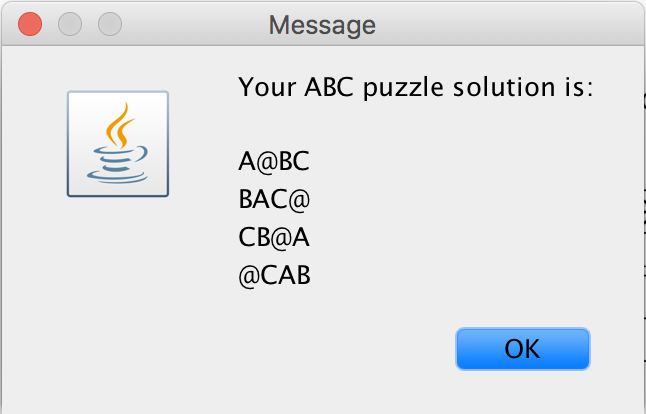 Message
Your ABC puzzle solution is:
A@BC
BAC@
CB@A
@CAB
OK